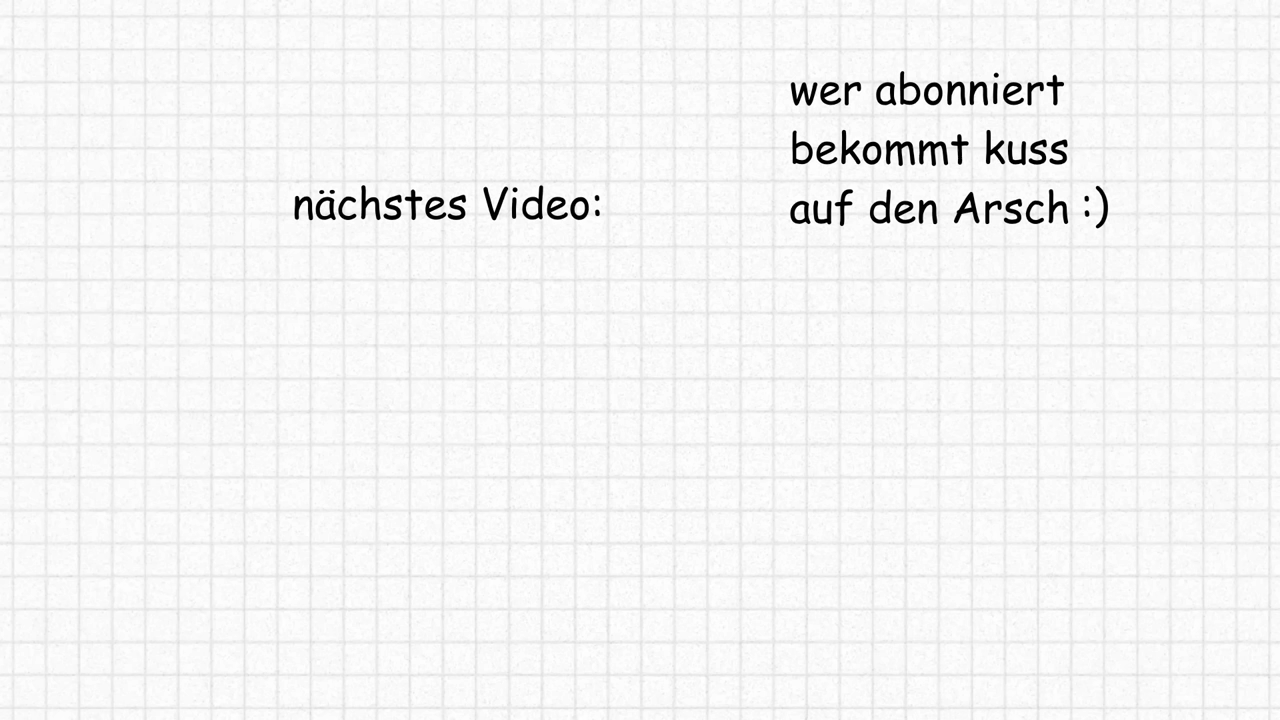 nächstes Video:
wer abonniert
bekommt kuss
auf den Arsch :)